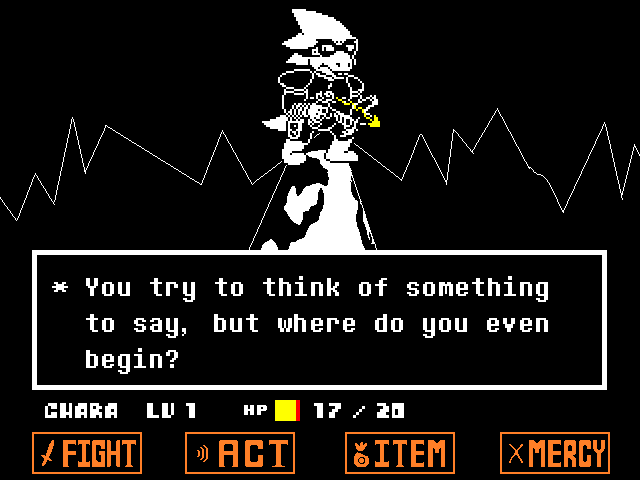 * You try to think of something
to say, but where do you even
begin?
CHARA LV 1 HP 17 / 20
FIGHT ACT ITEM MERCY